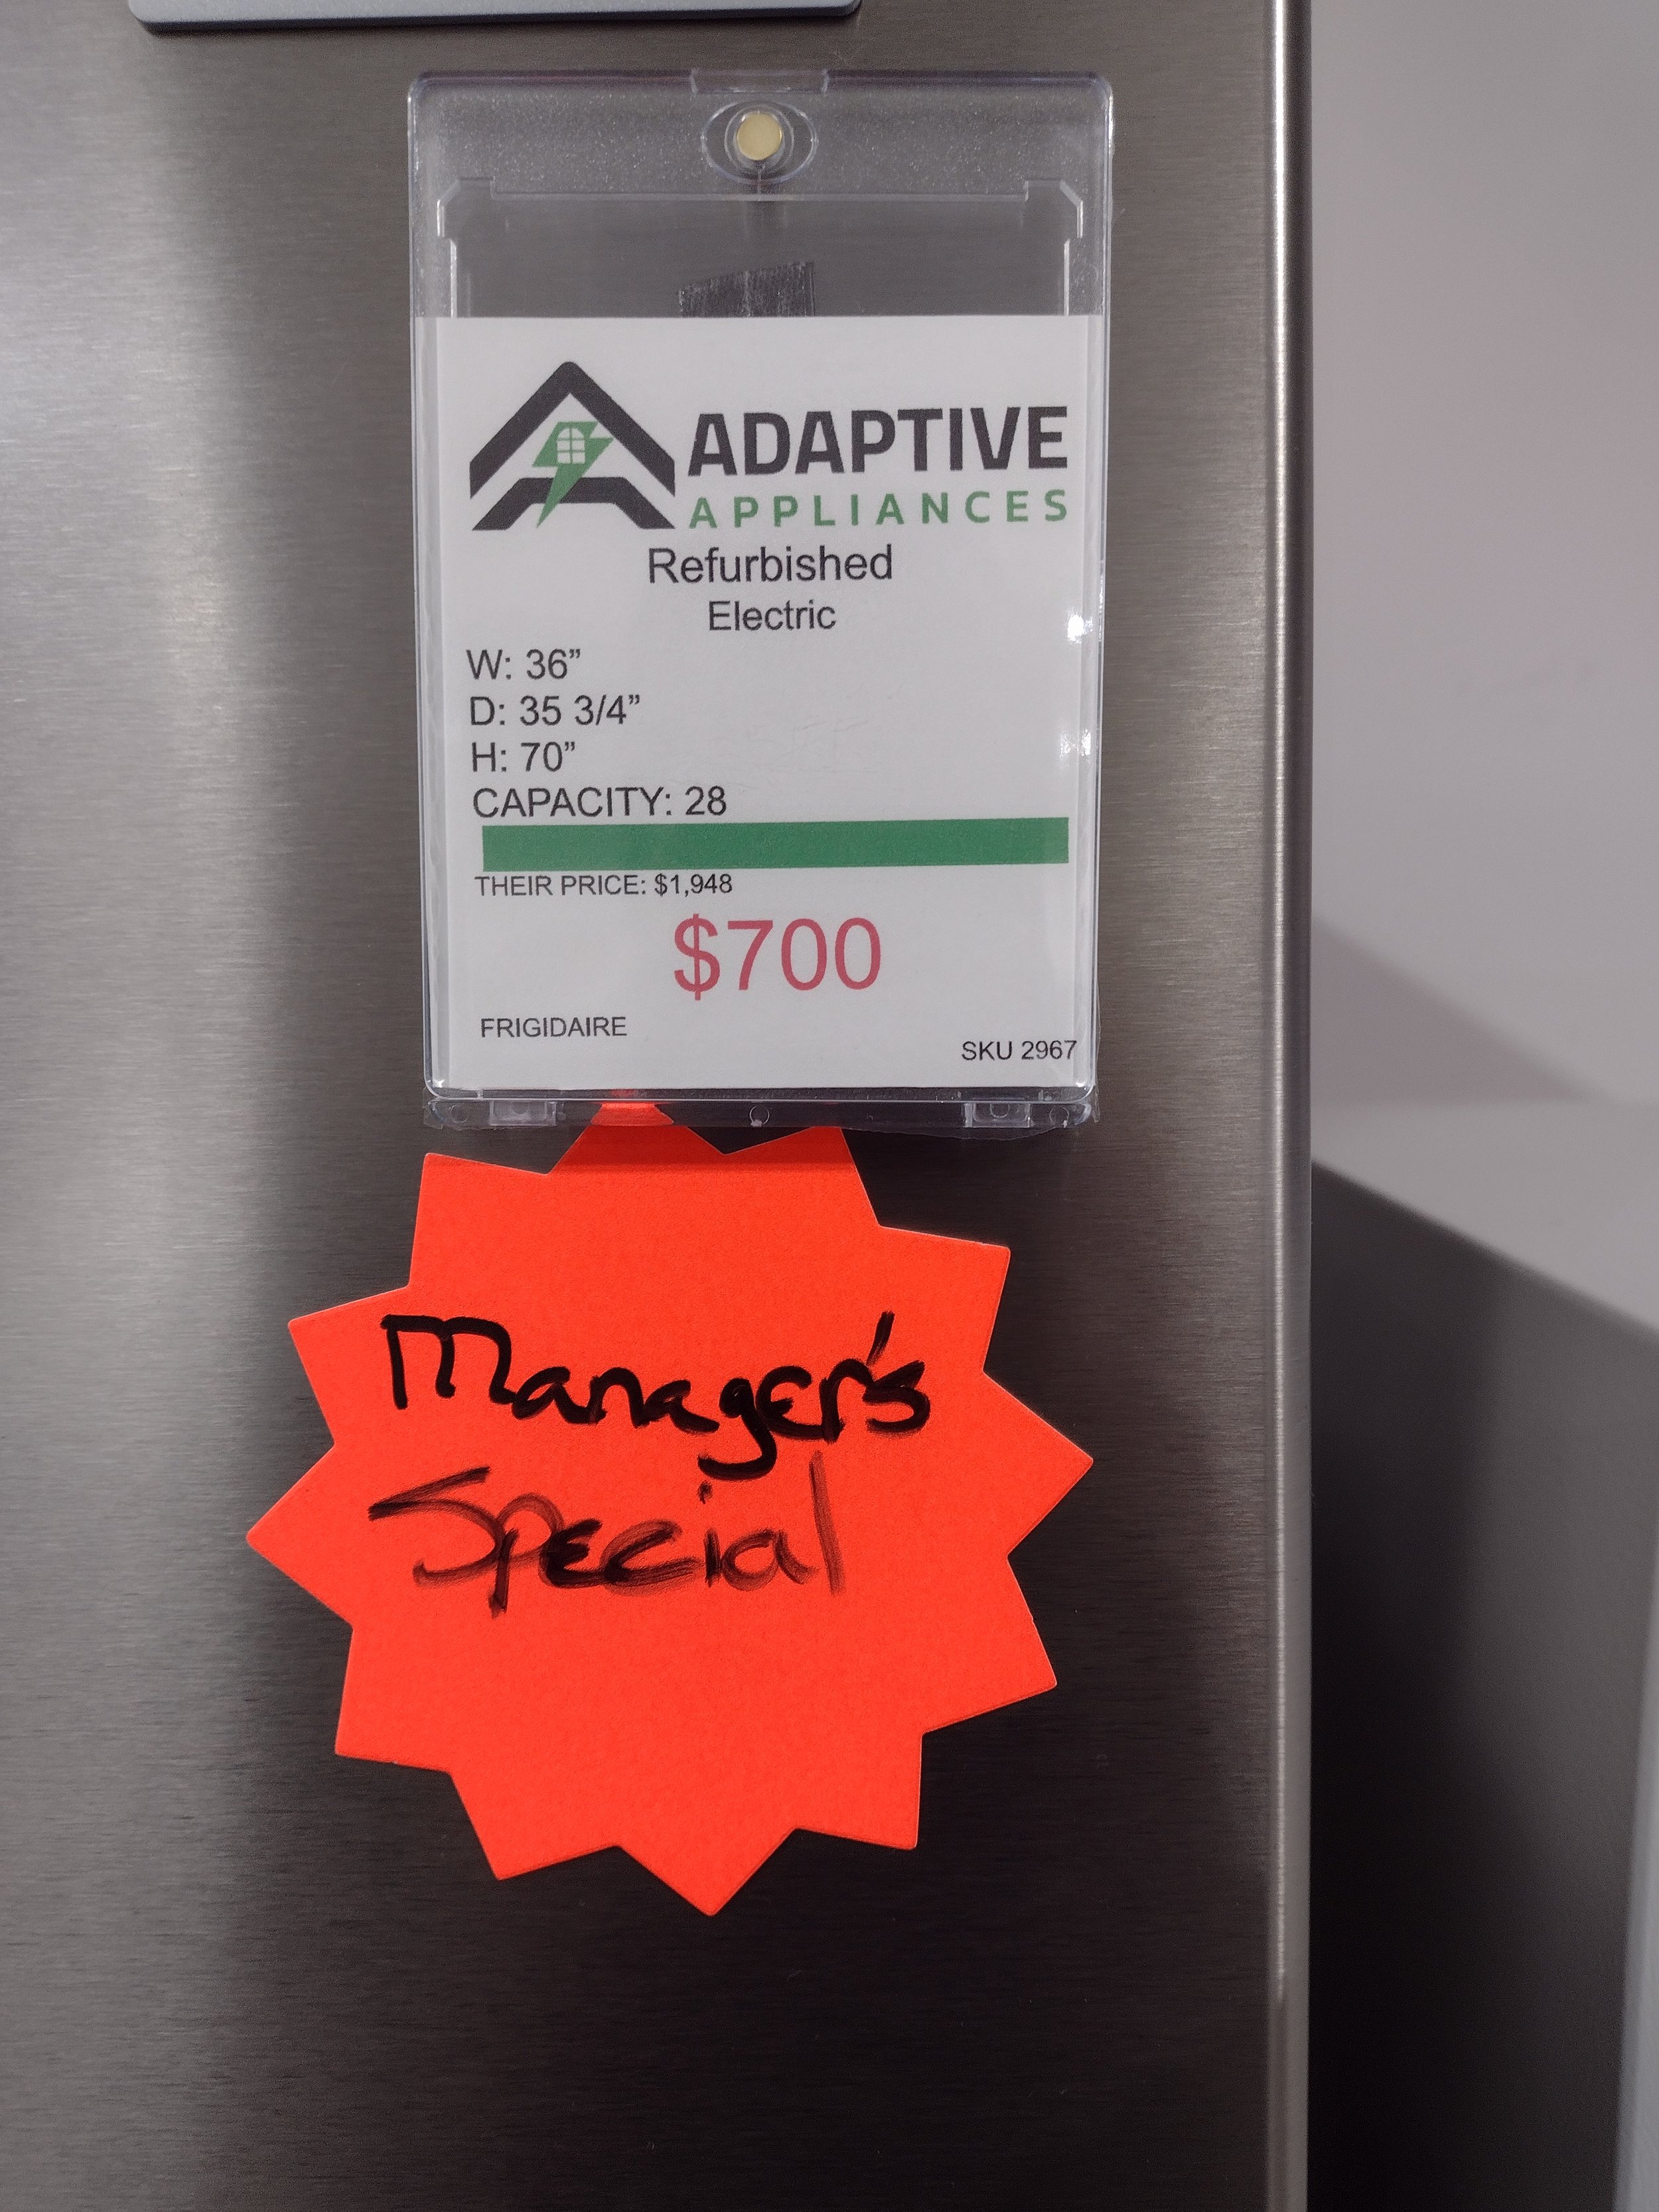 ADAPTIVE
APPLIANCES
Refurbished
Electric
W: 36”
D: 35 3/4”
H: 70”
CAPACITY: 28
THEIR PRICE: $1,948
$700
FRIGIDAIRE
SKU 2967
Manager's
Special